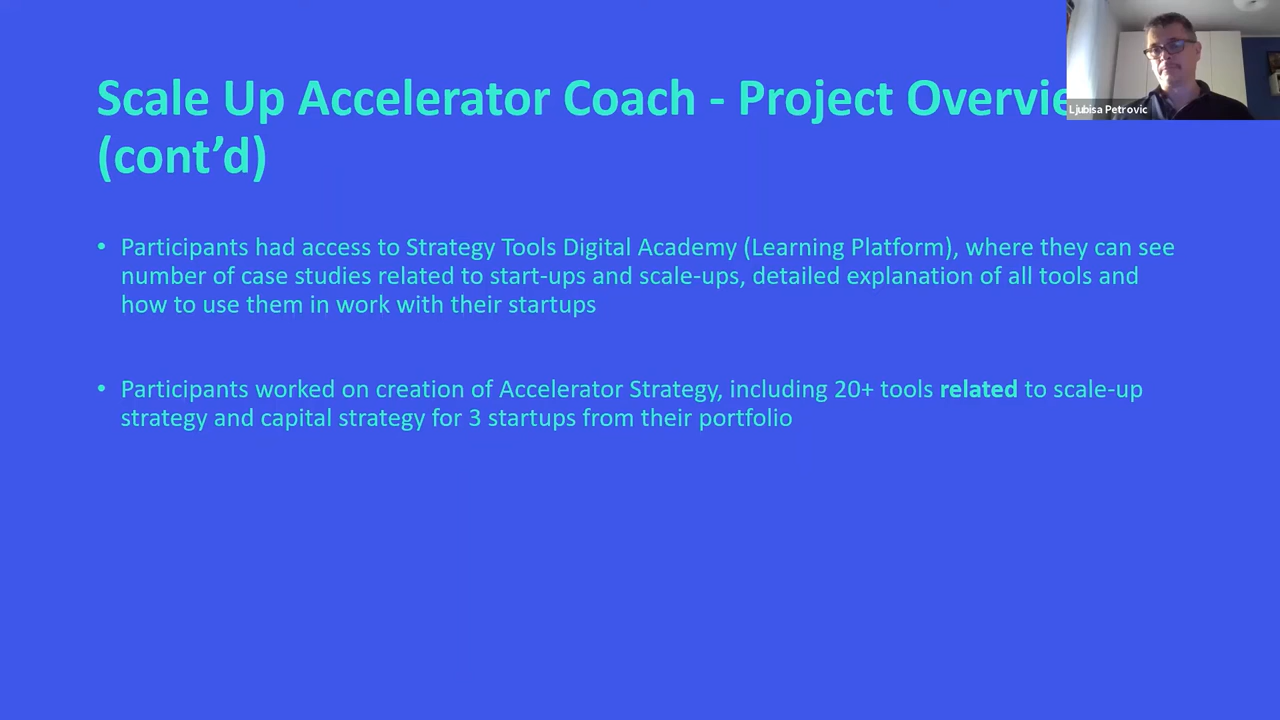 Scale Up Accelerator Coach - Project
(cont’d)
Ljubisa Petrovic
• Participants had access to Strategy Tools Digital Academy (Learning Platform), where they can see
number of case studies related to start-ups and scale-ups, detailed explanation of all tools and
how to use them in work with their startups
• Participants worked on creation of Accelerator Strategy, including 20+ tools related to scale-up
strategy and capital strategy for 3 startups from their portfolio